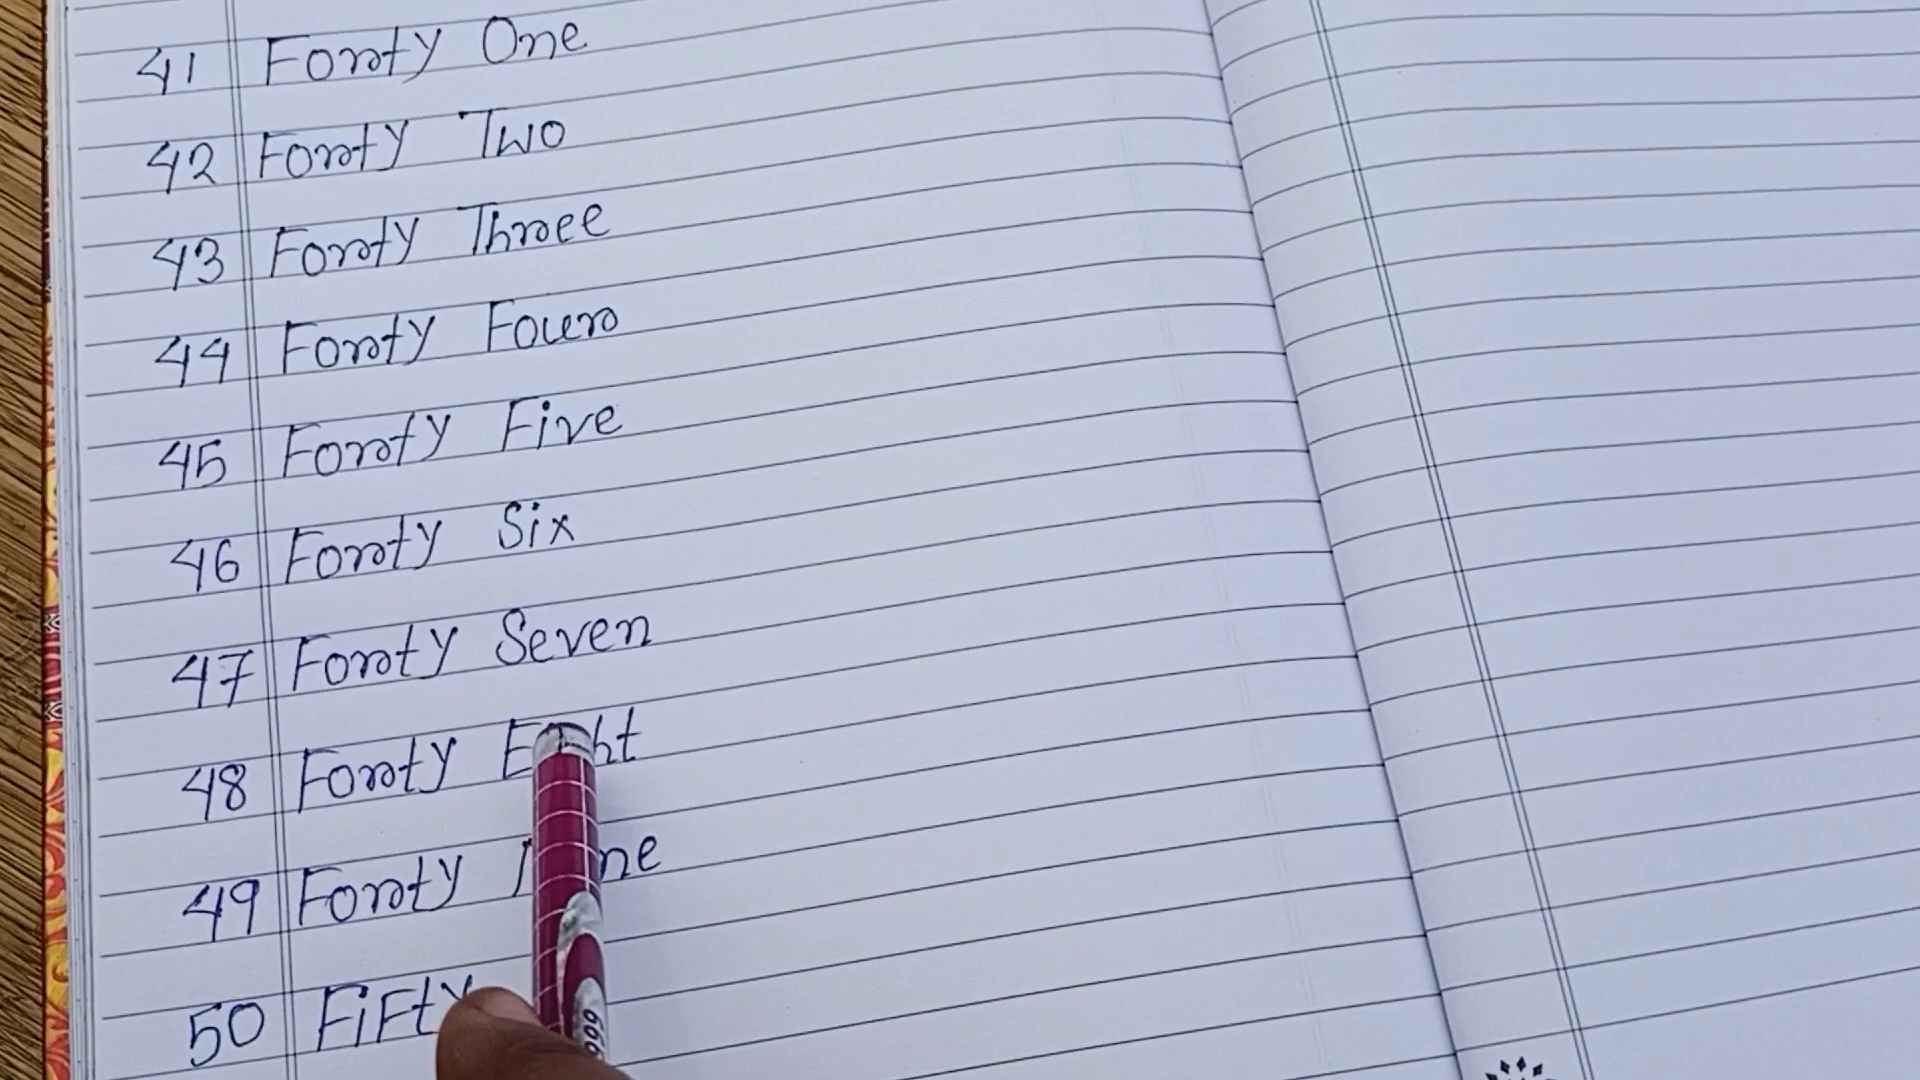 41 Forty One
42 Forty Two
43 Forty Three
44 Forty Four
45 Forty Five
46 Forty Six
47 Forty Seven
48 Forty
49 Forty
50 Fifty